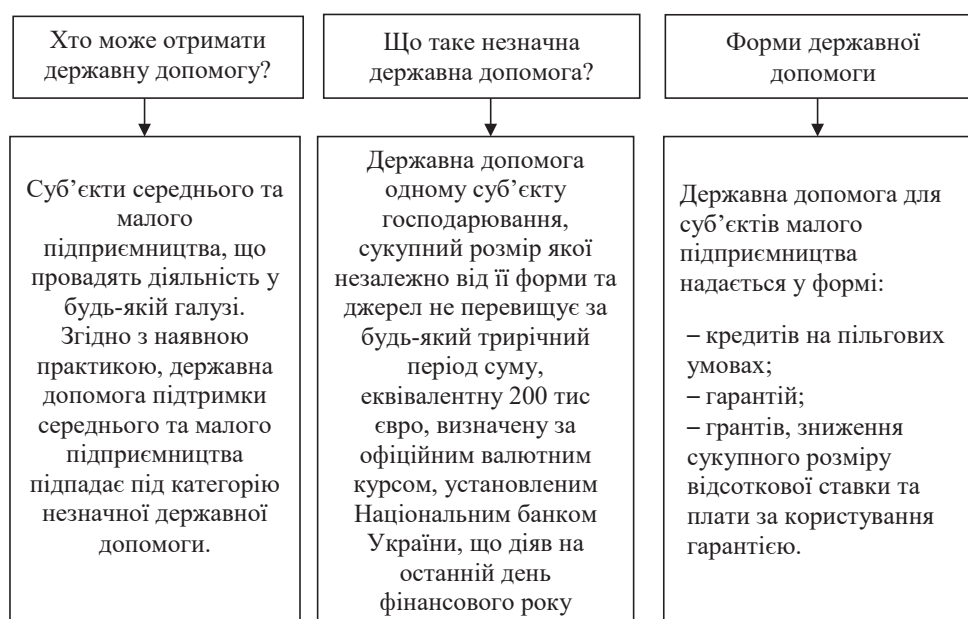 Хто може отримати
державну допомогу?
Суб’єкти середнього та
малого
підприємництва, що
провадять діяльність у
будь-якій галузі.
Згідно з наявною
практикою, державна
допомога підтримки
середнього та малого
підприємництва
підпадає під категорію
незначної державної
допомоги.
Що таке незначна
державна допомога?
Державна допомога
одному суб’єкту
господарювання,
сукупний розмір якої
незалежно від її форми та
джерел не перевищує за
будь-який трирічний
період суму,
еквівалентну 200 тис
євро, визначену за
офіційним валютним
курсом, установленим
Національним банком
України, що діяв на
останній день
фінансового року
Форми державної
допомоги
Державна допомога для
суб’єктів малого
підприємництва
надається у формі:
– кредитів на пільгових
умовах;
– гарантій;
– грантів, зниження
сукупного розміру
відсоткової ставки та
плати за користування
гарантією.